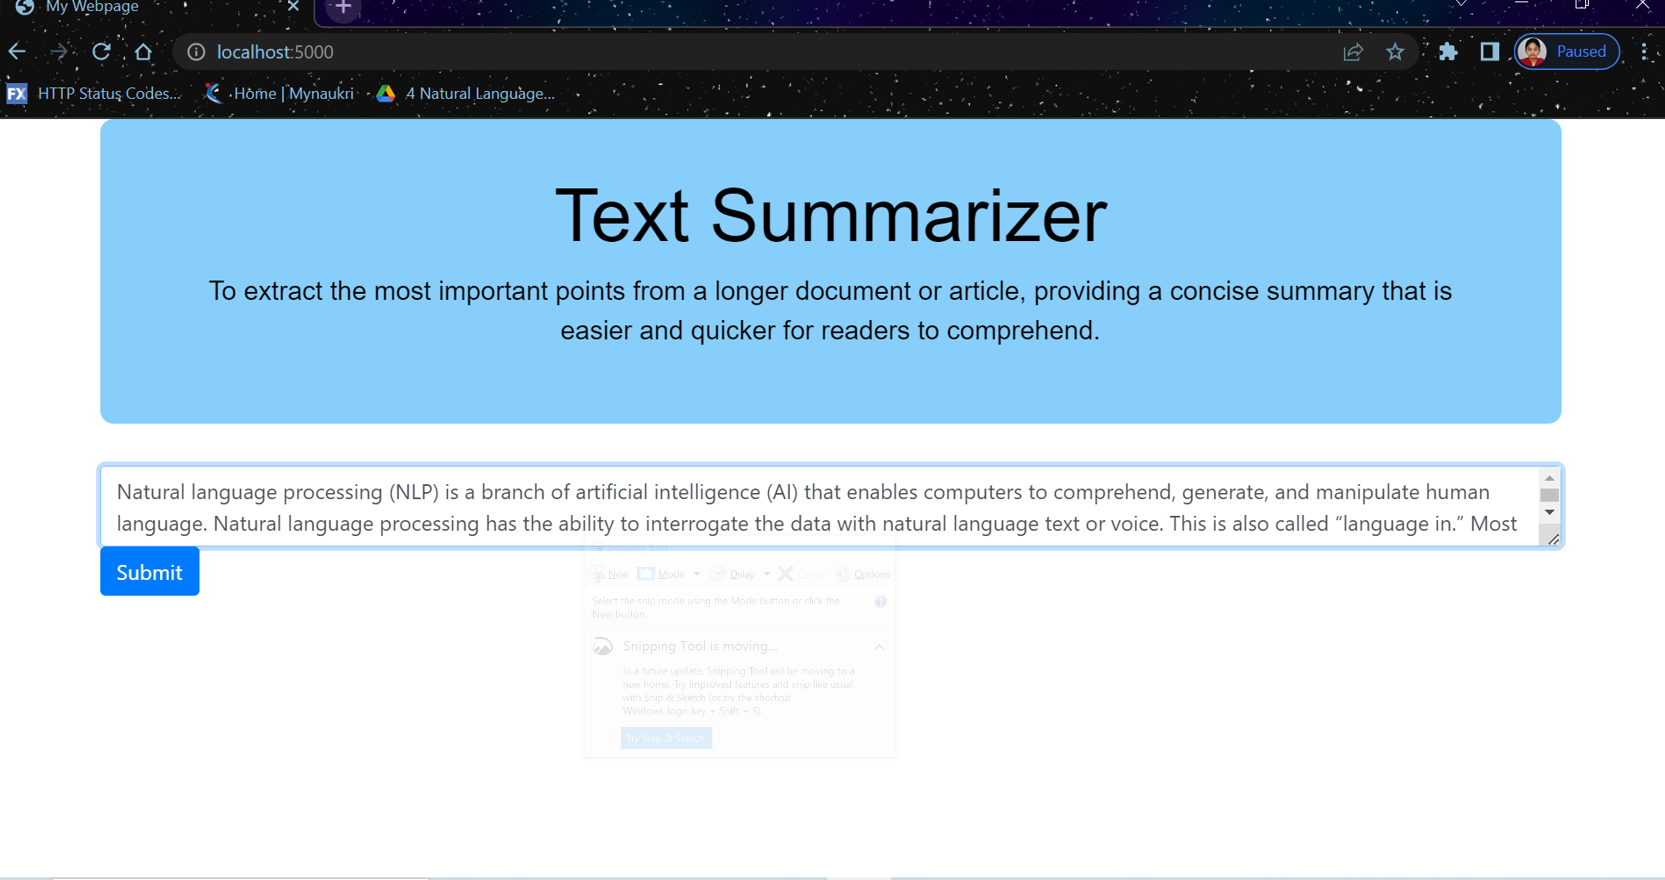 My Webpage
localhost:5000
Paused
HTTP Status Codes...
Home | Mynaukri
4 Natural Language...
Text Summarizer
To extract the most important points from a longer document or article, providing a concise summary that is
easier and quicker for readers to comprehend.
Natural language processing (NLP) is a branch of artificial intelligence (AI) that enables computers to comprehend, generate, and manipulate human
language. Natural language processing has the ability to interrogate the data with natural language text or voice. This is also called “language in.” Most
Submit
Snipping Tool
New Mode Delay Options
Select the snip mode using the Mode button or click the
New button.
Snipping Tool is moving...
In a future update, Snipping Tool will be moving to a
new home. Try improved features and snip like usual
with Snip & Sketch (or try the shortcut
Windows logo key + Shift + S).
Try Snip & Sketch